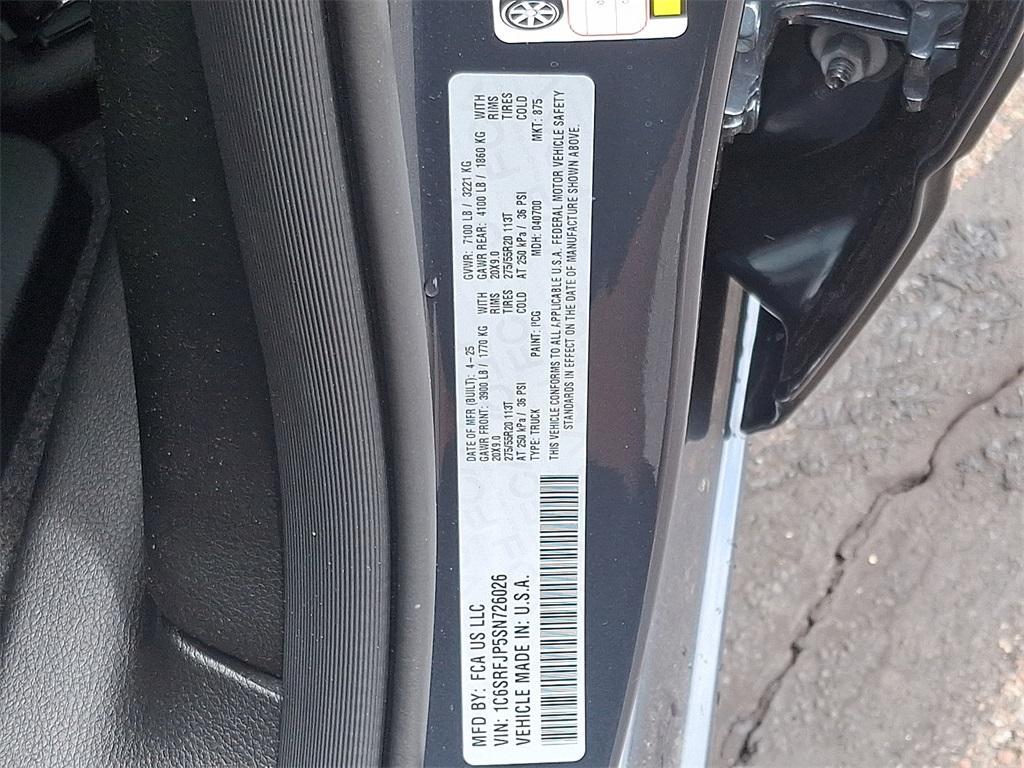 MFD BY: FCA US LLC
VIN: 1C6SRFJP5SN726026
VEHICLE MADE IN: U.S.A.
DATE OF MFR (BUILT): 4-25 GVWR: 7100 LB / 3221 KG
GAWR FRONT: 3900 LB / 1770 KG WITH GAWR REAR: 4100 LB / 1860 KG WITH
20X9.0 RIMS 20X9.0 RIMS
275/55R20 113T TIRES 275/55R20 113T TIRES
AT 250 kPa / 36 PSI COLD AT 250 kPa / 36 PSI COLD
TYPE: TRUCK PAINT: PCG MDH: 040700 MKT: 875
THIS VEHICLE CONFORMS TO ALL APPLICABLE U.S.A. FEDERAL MOTOR VEHICLE SAFETY
STANDARDS IN EFFECT ON THE DATE OF MANUFACTURE SHOWN ABOVE.